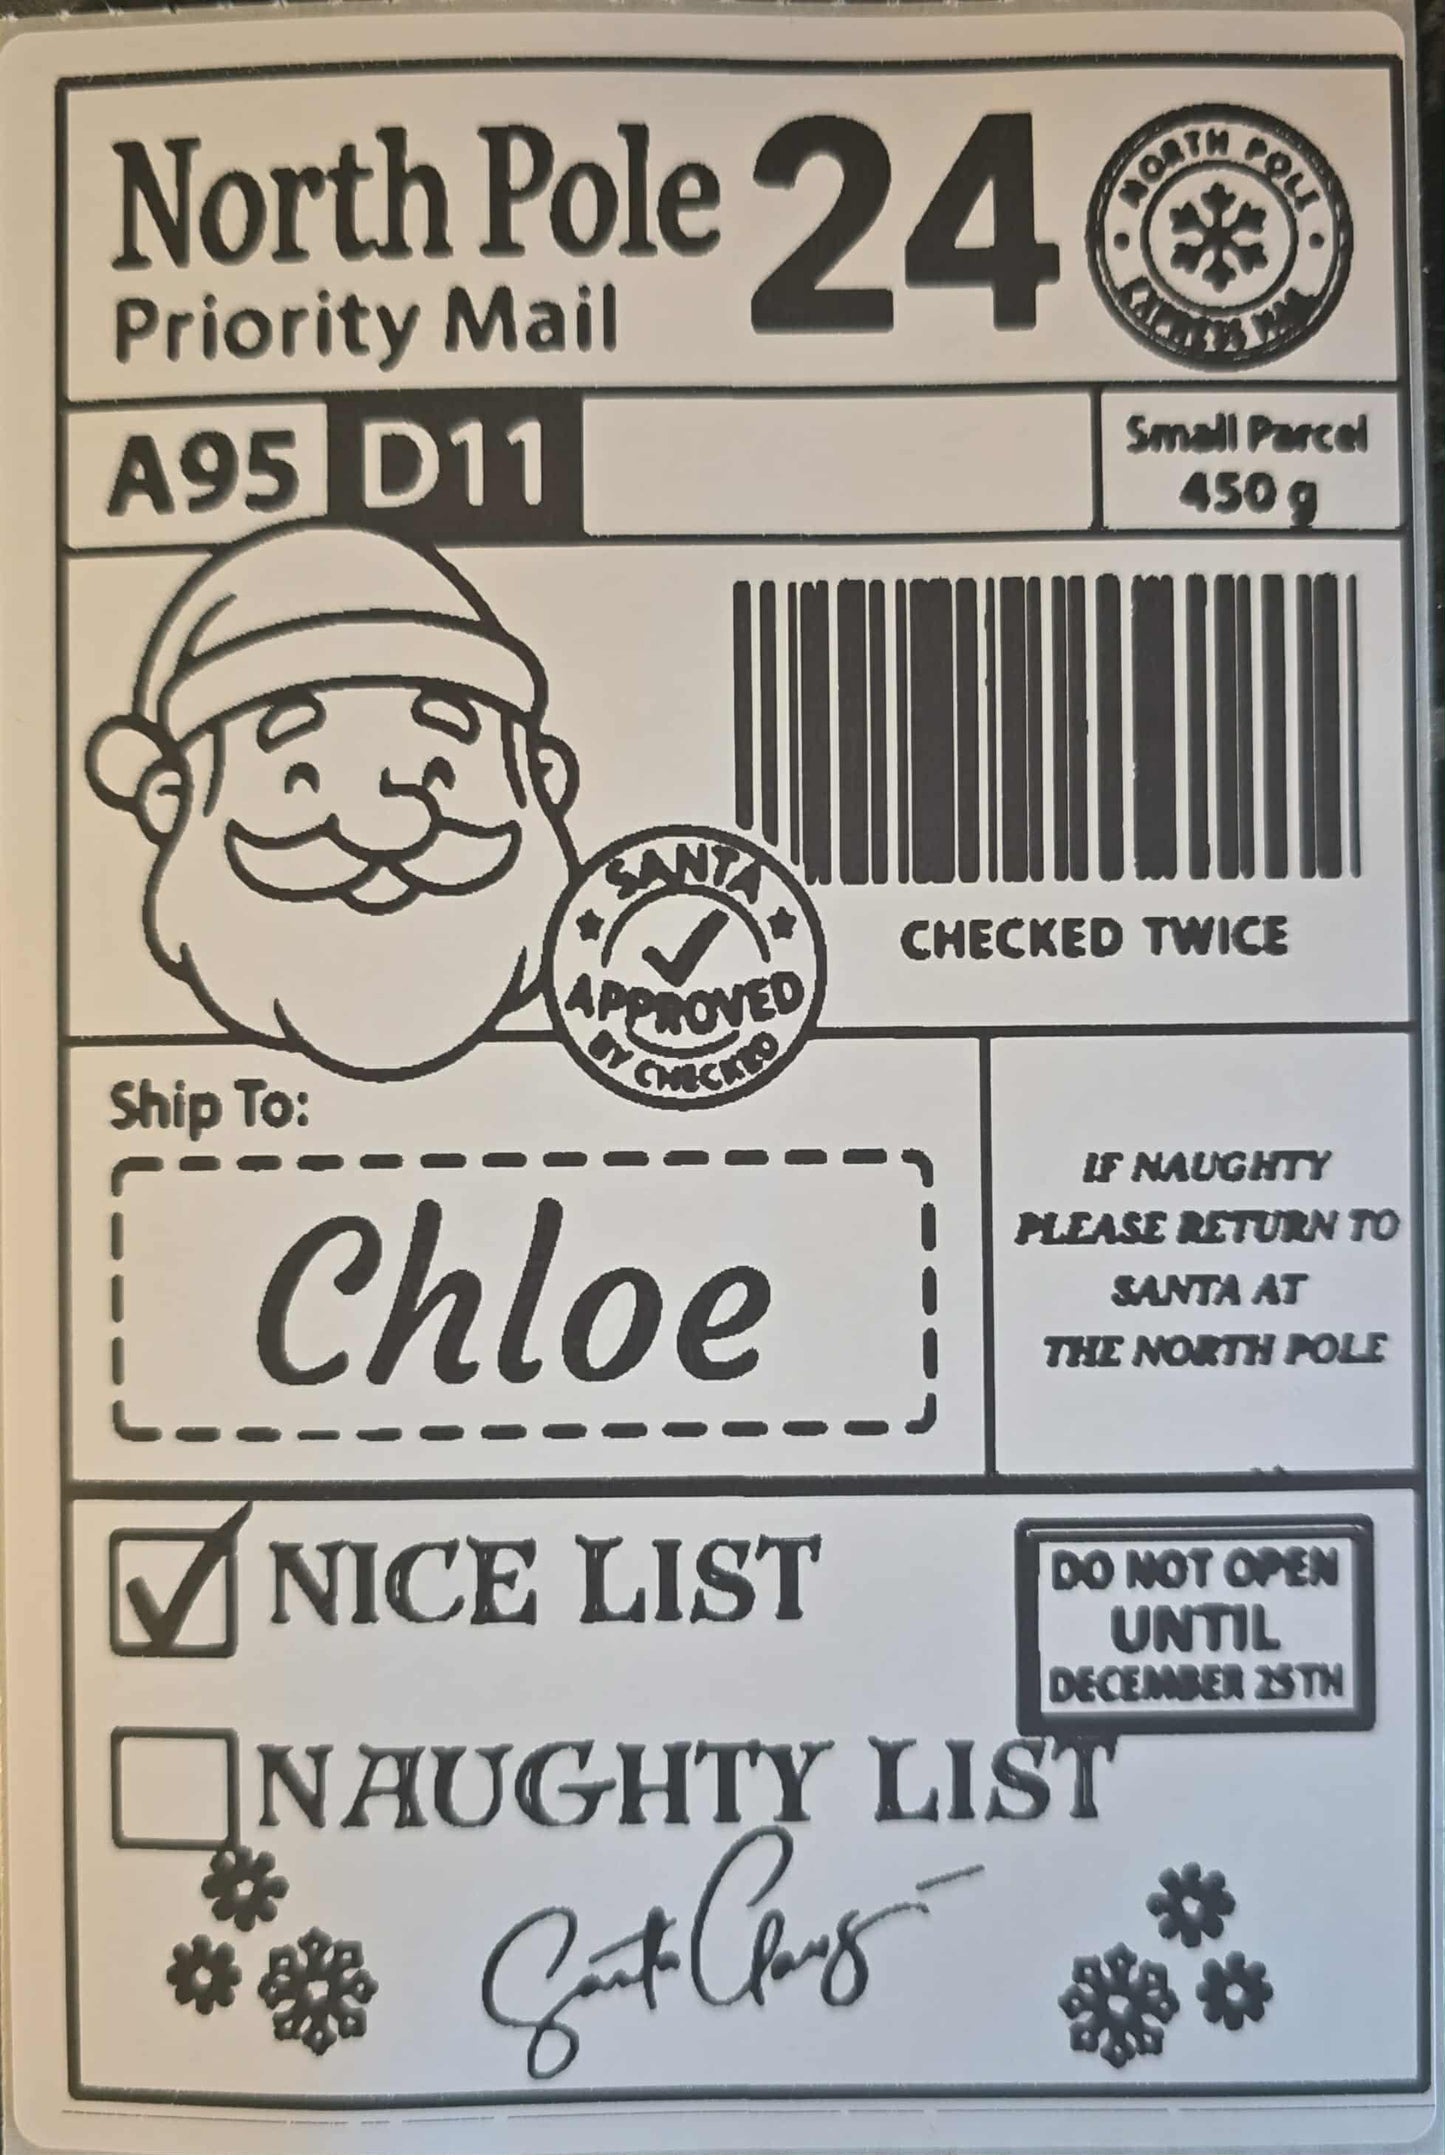 North Pole
Priority Mail
24
NORTH POLE
EXPRESS MAIL
A95 D11
Small Parcel
450 g
CHECKED TWICE
SANTA
APPROVED
BY CHECKED
Ship To:
Chloe
IF NAUGHTY
PLEASE RETURN TO
SANTA AT
THE NORTH POLE
NICE LIST
DO NOT OPEN
UNTIL
DECEMBER 25TH
NAUGHTY LIST
Santa Claus